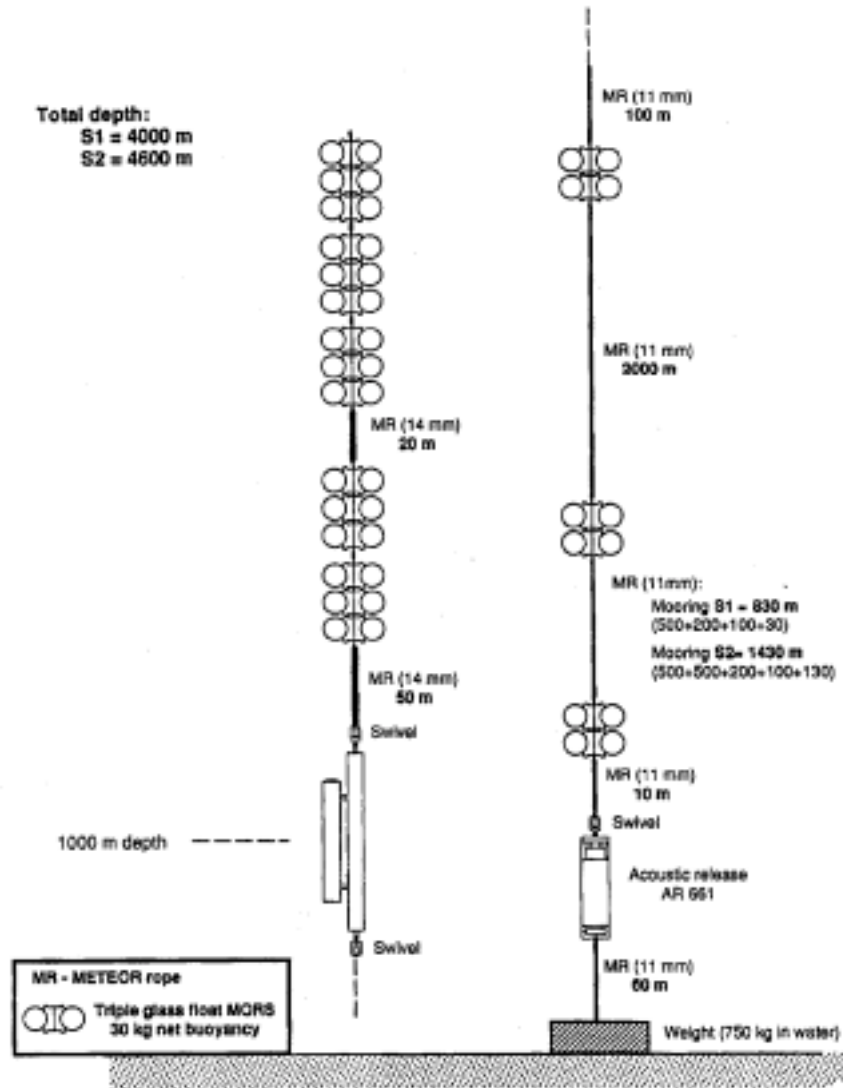 Total depth:
S1 = 4000 m
S2 = 4600 m
MR (14 mm)
20 m
MR (14 mm)
50 m
Swivel
1000 m depth
Swivel
MR - METEOR rope
Triple glass float MORS
30 kg net buoyancy
MR (11 mm)
100 m
MR (11 mm)
2000 m
MR (11mm):
Mooring S1 = 830 m
(500+200+100+30)
Mooring S2= 1430 m
(500+500+200+100+130)
MR (11 mm)
10 m
Swivel
Acoustic release
AR 661
MR (11 mm)
60 m
Weight (750 kg in water)